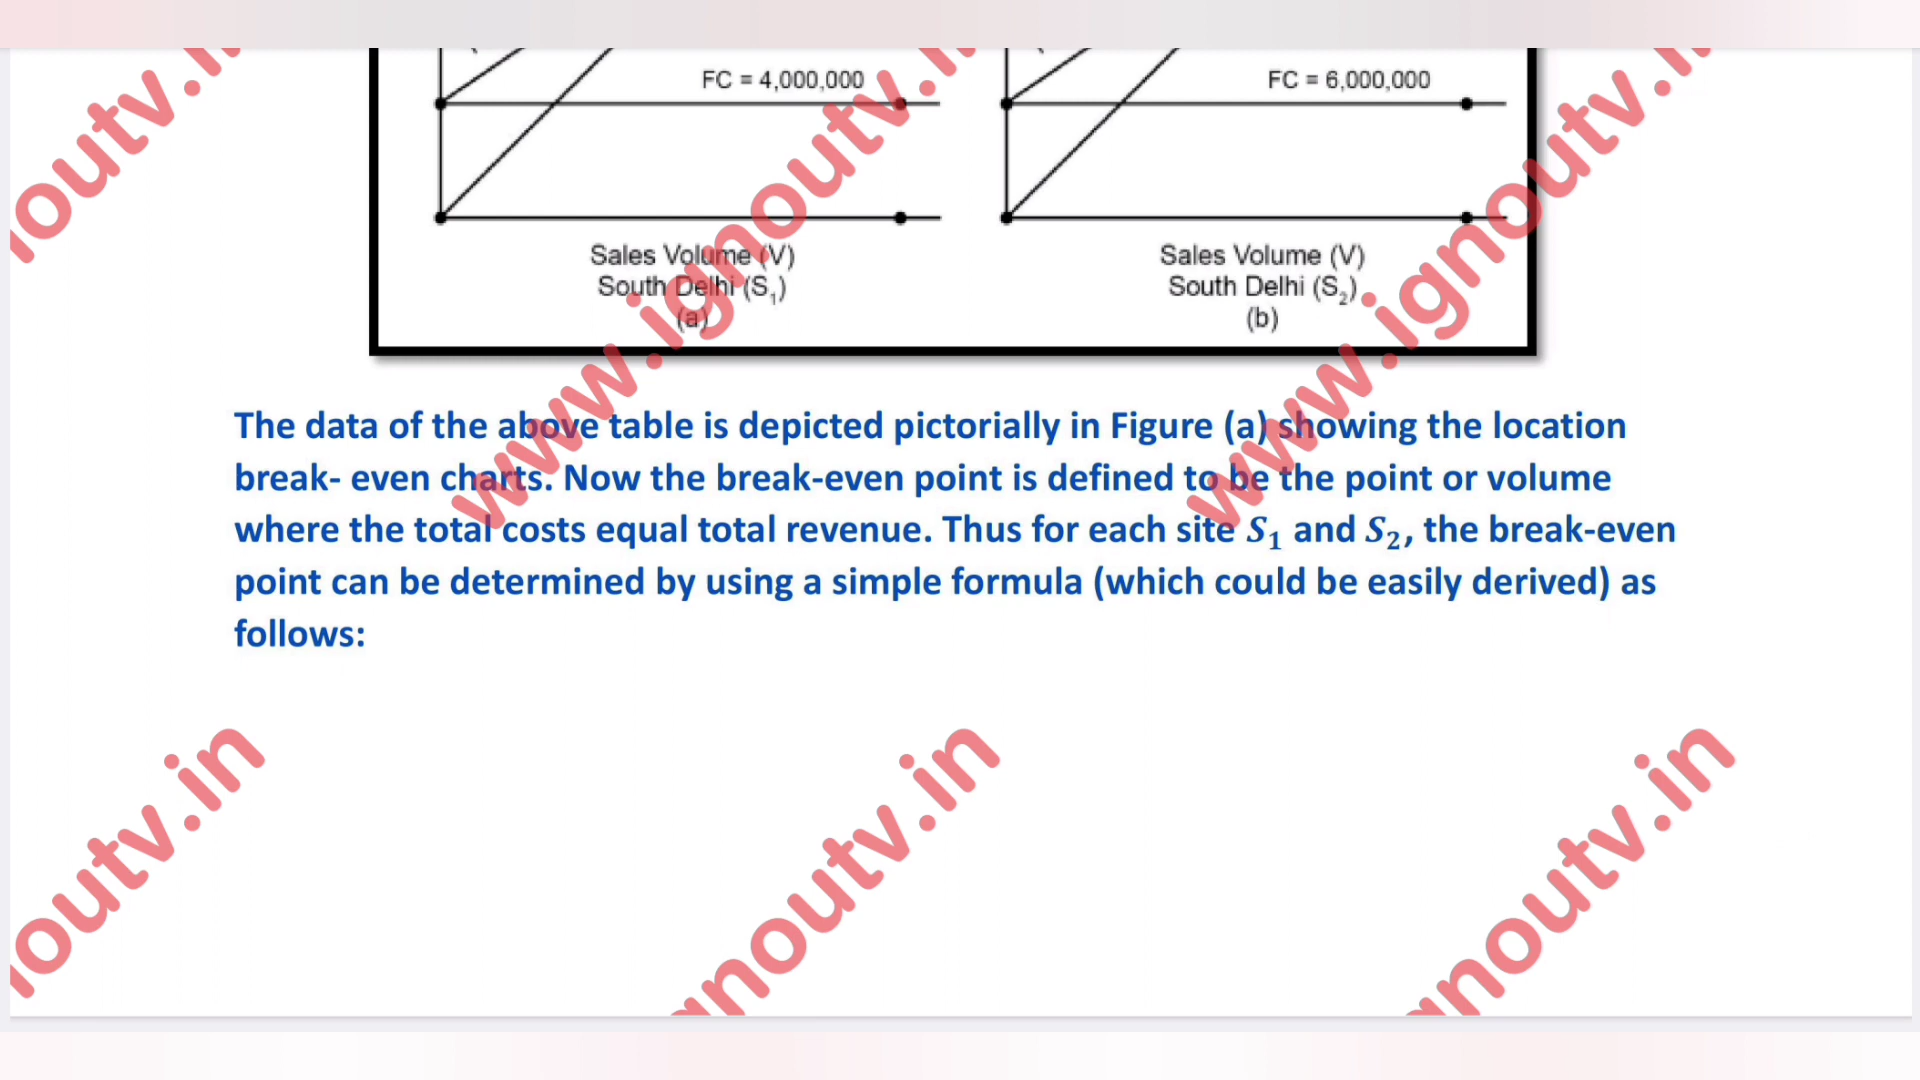 FC = 4,000,000
FC = 6,000,000
Sales Volume (V)
South Delhi (S₁)
(a)
Sales Volume (V)
South Delhi (S₂)
(b)
The data of the above table is depicted pictorially in Figure (a) showing the location
break- even charts. Now the break-even point is defined to be the point or volume
where the total costs equal total revenue. Thus for each site S₁ and S₂, the break-even
point can be determined by using a simple formula (which could be easily derived) as
follows:
www.ignoutv.in
www.ignoutv.in
outv.in
outv.in
gnoutv.in
gnoutv.in